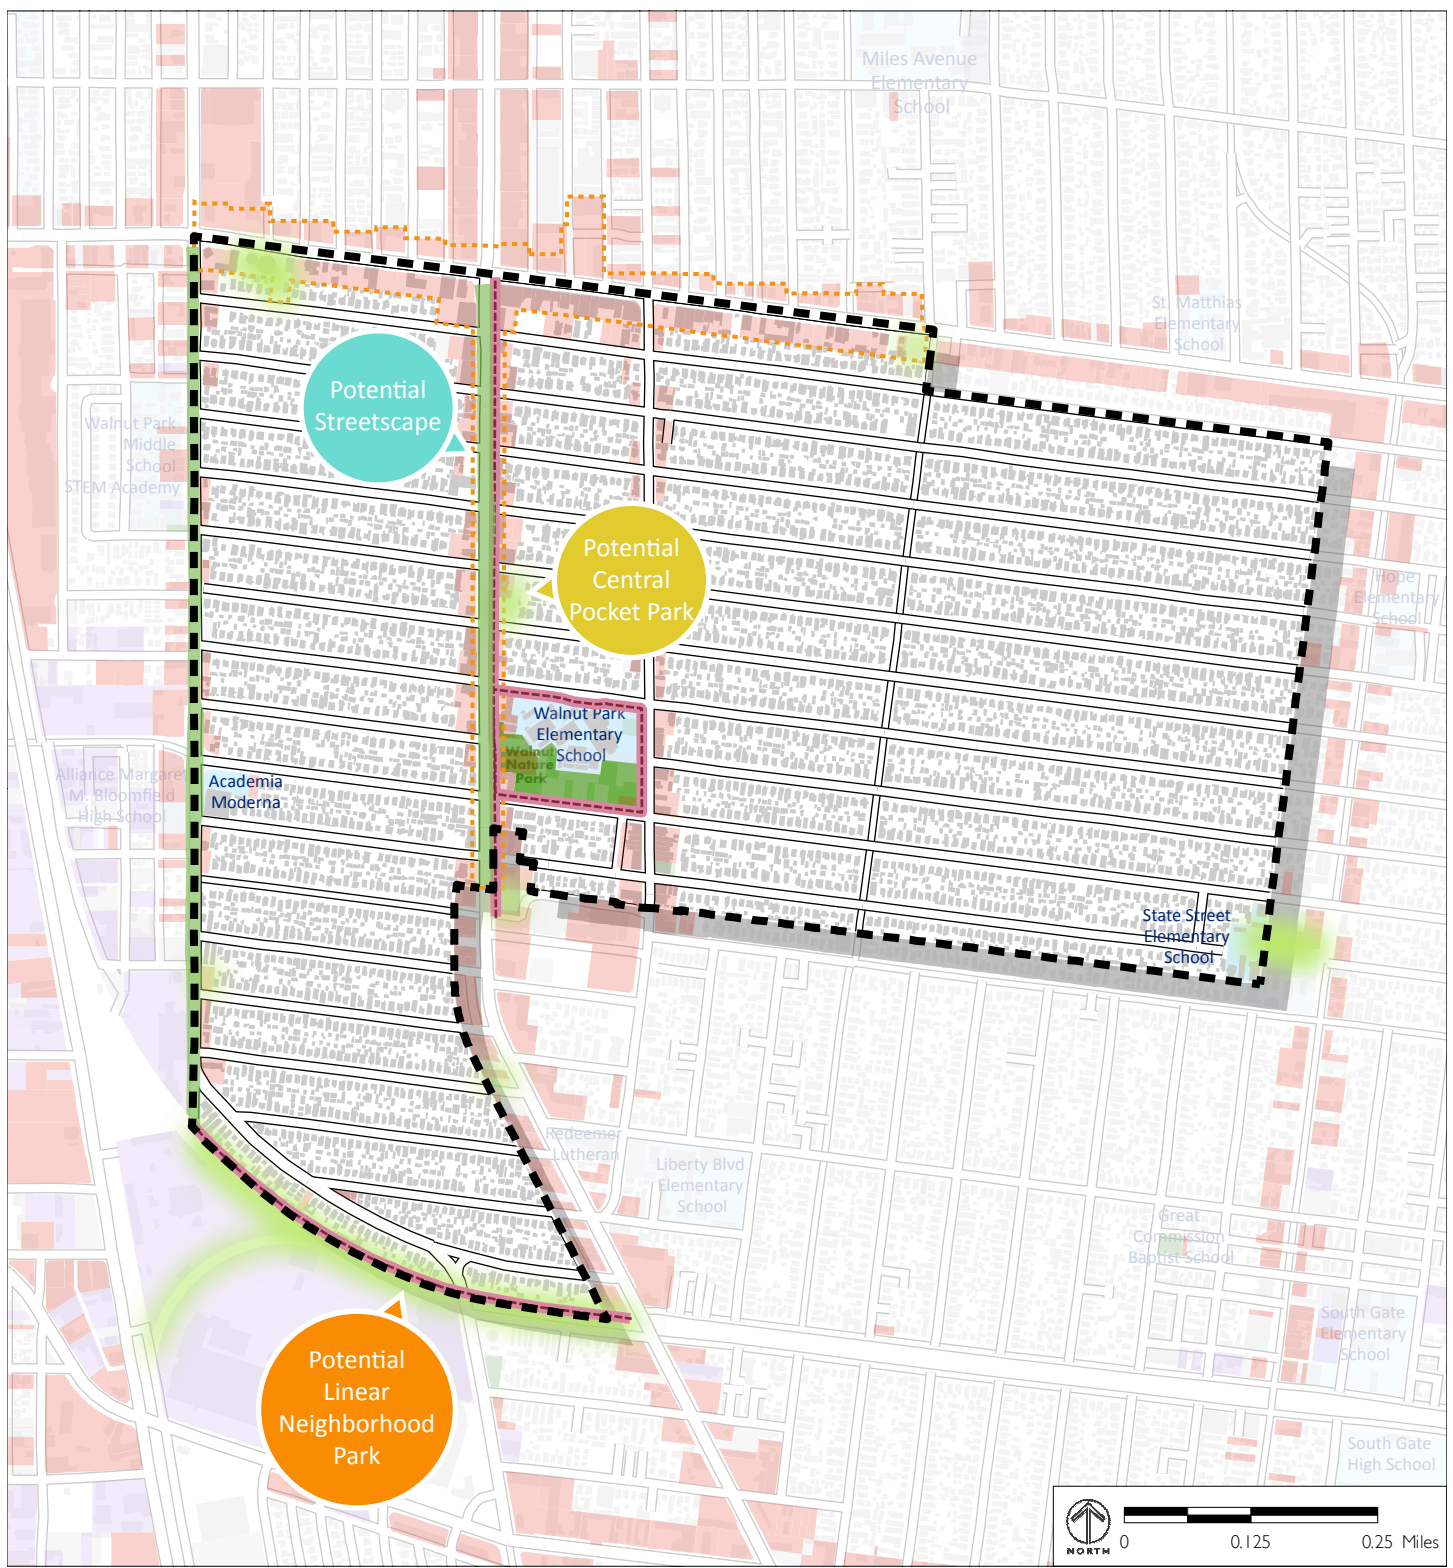 Miles Avenue
Elementary
School
St. Matthias
Elementary
School
Potential
Streetscape
Walnut Park
Middle
School
STEM Academy
Potential
Central
Pocket Park
Hope
Elementary
School
Walnut Park
Elementary
School
Walnut
Nature
Park
Academia
Moderna
Alliance Margaret
M. Bloomfield
High School
State Street
Elementary
School
Redeemer
Lutheran
Liberty Blvd
Elementary
School
Great
Commission
Baptist School
South Gate
Elementary
School
Potential
Linear
Neighborhood
Park
South Gate
High School
NORTH
0 0.125 0.25 Miles